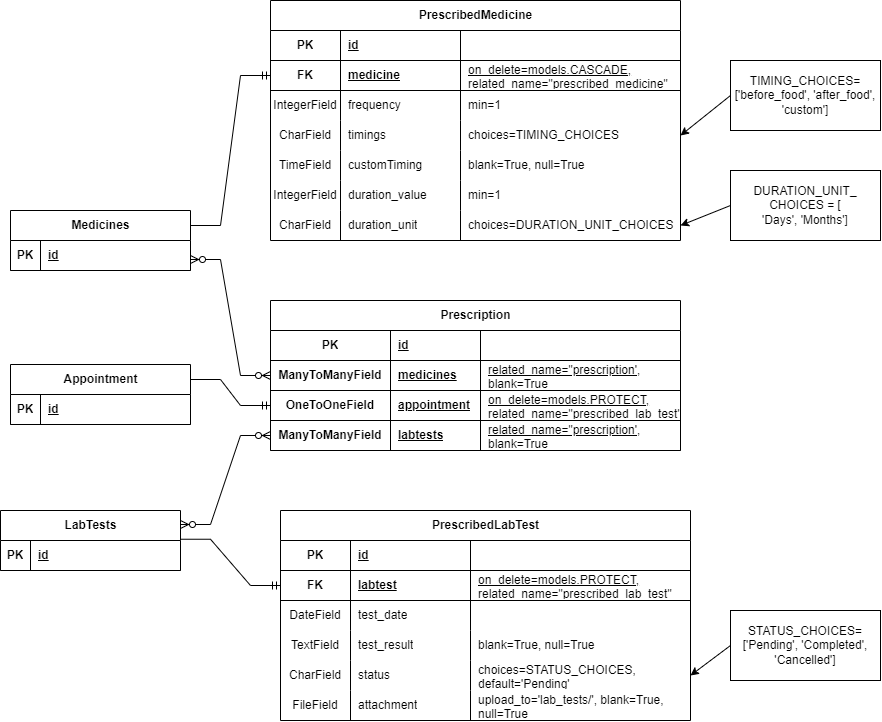 PrescribedMedicine
PK id
FK medicine on_delete=models.CASCADE,
related_name="prescribed_medicine"
IntegerField frequency min=1
CharField timings choices=TIMING_CHOICES
TimeField customTiming blank=True, null=True
IntegerField duration_value min=1
CharField duration_unit choices=DURATION_UNIT_CHOICES
TIMING_CHOICES=
['before_food', 'after_food',
'custom']
DURATION_UNIT_
CHOICES = [
'Days', 'Months']
Medicines
PK id
Prescription
PK id
ManyToManyField medicines related_name="prescription',
blank=True
OneToOneField appointment on_delete=models.PROTECT,
related_name="prescribed_lab_test"
ManyToManyField labtests related_name="prescription',
blank=True
Appointment
PK id
LabTests
PK id
PrescribedLabTest
PK id
FK labtest on_delete=models.PROTECT,
related_name="prescribed_lab_test"
DateField test_date
TextField test_result blank=True, null=True
CharField status choices=STATUS_CHOICES,
default='Pending'
FileField attachment upload_to='lab_tests/', blank=True,
null=True
STATUS_CHOICES=
['Pending', 'Completed',
'Cancelled']